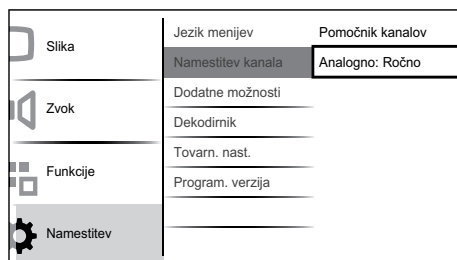 Slika
Zvok
Funkcije
Namestitev
Jezik menijev
Namestitev kanala
Dodatne možnosti
Dekodirnik
Tovarn. nast.
Program. verzija
Pomočnik kanalov
Analogno: Ročno